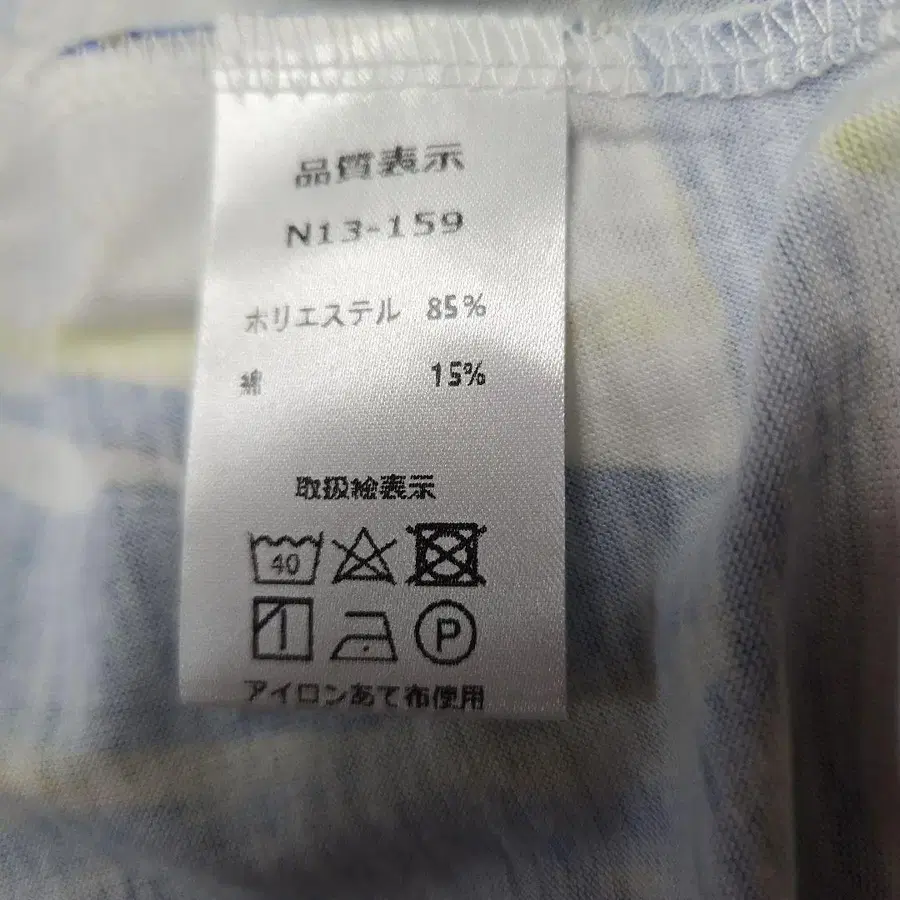 品質表示
N13-159
ポリエステル 85%
綿 15%
取扱絵表示
40
P
アイロンあて布使用